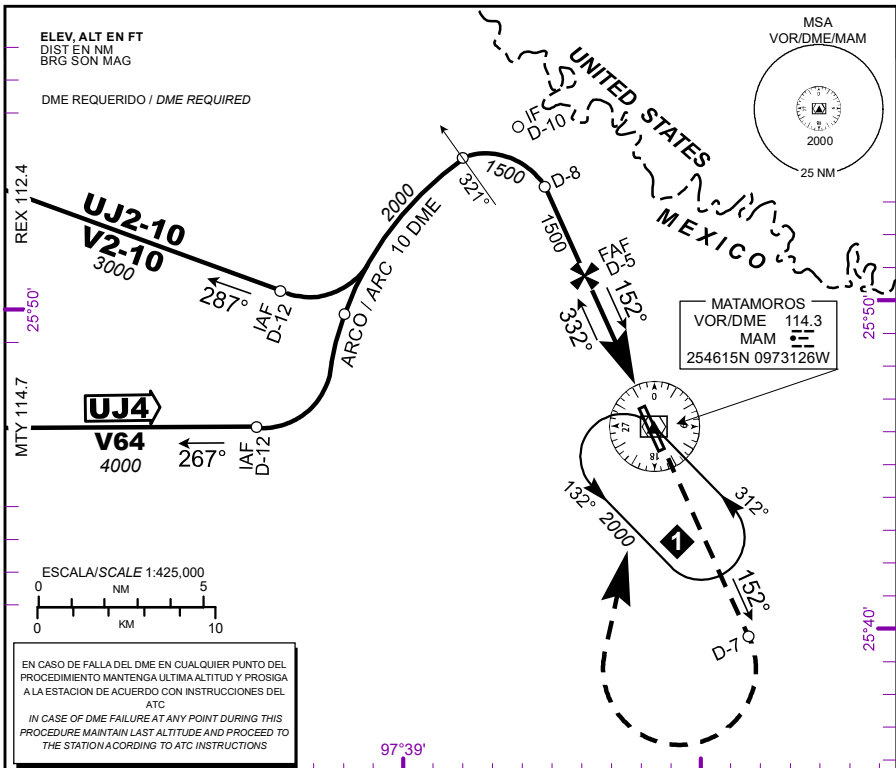 ELEV, ALT EN FT
DIST EN NM
BRG SON MAG
DME REQUERIDO / DME REQUIRED
MSA
VOR/DME/MAM
0
27
18
2000
25 NM
UNITED STATES
MEXICO
IF
D-10
321°
1500
D-8
2000
ARCO / ARC 10 DME
1500
FAF
D-5
152°
332°
REX 112.4
UJ2-10
V2-10
3000
287°
IAF
D-12
25°50'
25°50'
MATAMOROS
VOR/DME 114.3
MAM
254615N 0973126W
MTY 114.7
UJ4
V64
4000
267°
IAF
D-12
0
27
9
18
132°
2000
312°
1
152°
D-7
25°40'
ESCALA/SCALE 1:425,000
0 NM 5
0 KM 10
EN CASO DE FALLA DEL DME EN CUALQUIER PUNTO DEL
PROCEDIMIENTO MANTENGA ULTIMA ALTITUD Y PROSIGA
A LA ESTACION DE ACUERDO CON INSTRUCCIONES DEL
ATC
IN CASE OF DME FAILURE AT ANY POINT DURING THIS
PROCEDURE MAINTAIN LAST ALTITUDE AND PROCEED TO
THE STATION ACORDING TO ATC INSTRUCTIONS
97°39'